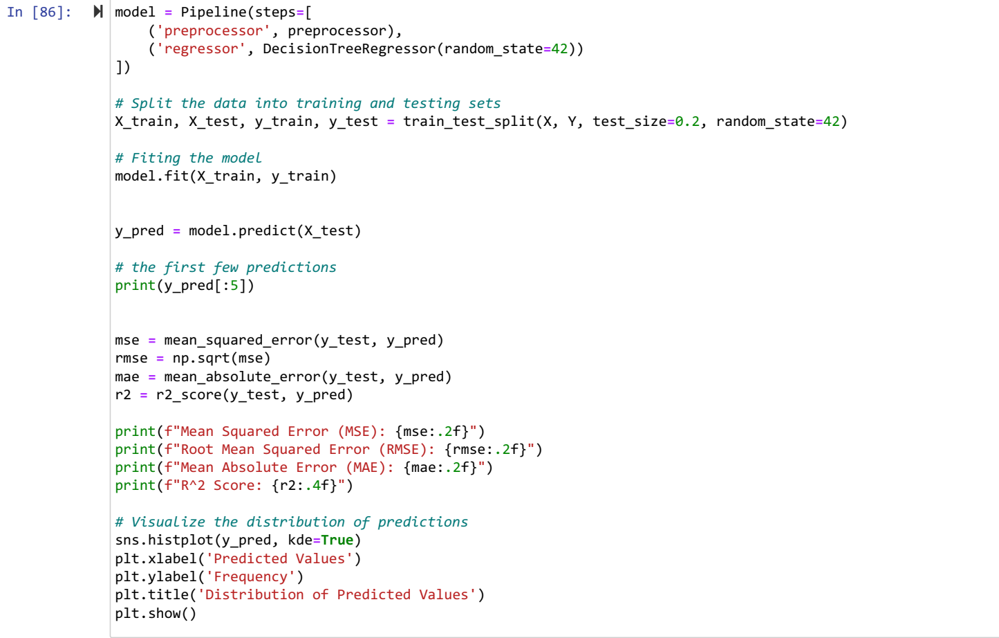 In [86]:
model = Pipeline(steps=[
    ('preprocessor', preprocessor),
    ('regressor', DecisionTreeRegressor(random_state=42))
])
# Split the data into training and testing sets
X_train, X_test, y_train, y_test = train_test_split(X, Y, test_size=0.2, random_state=42)
# Fiting the model
model.fit(X_train, y_train)
y_pred = model.predict(X_test)
# the first few predictions
print(y_pred[:5])
mse = mean_squared_error(y_test, y_pred)
rmse = np.sqrt(mse)
mae = mean_absolute_error(y_test, y_pred)
r2 = r2_score(y_test, y_pred)
print(f"Mean Squared Error (MSE): {mse:.2f}")
print(f"Root Mean Squared Error (RMSE): {rmse:.2f}")
print(f"Mean Absolute Error (MAE): {mae:.2f}")
print(f"R^2 Score: {r2:.4f}")
# Visualize the distribution of predictions
sns.histplot(y_pred, kde=True)
plt.xlabel('Predicted Values')
plt.ylabel('Frequency')
plt.title('Distribution of Predicted Values')
plt.show()